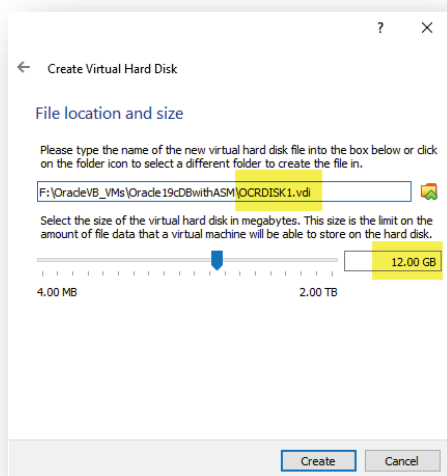 ?
Create Virtual Hard Disk
File location and size
Please type the name of the new virtual hard disk file into the box below or click
on the folder icon to select a different folder to create the file in.
F:\OracleVB_VMs\Oracle19cDBwithASM\OCRDISK1.vdi
Select the size of the virtual hard disk in megabytes. This size is the limit on the
amount of file data that a virtual machine will be able to store on the hard disk.
12.00 GB
4.00 MB 2.00 TB
Create Cancel